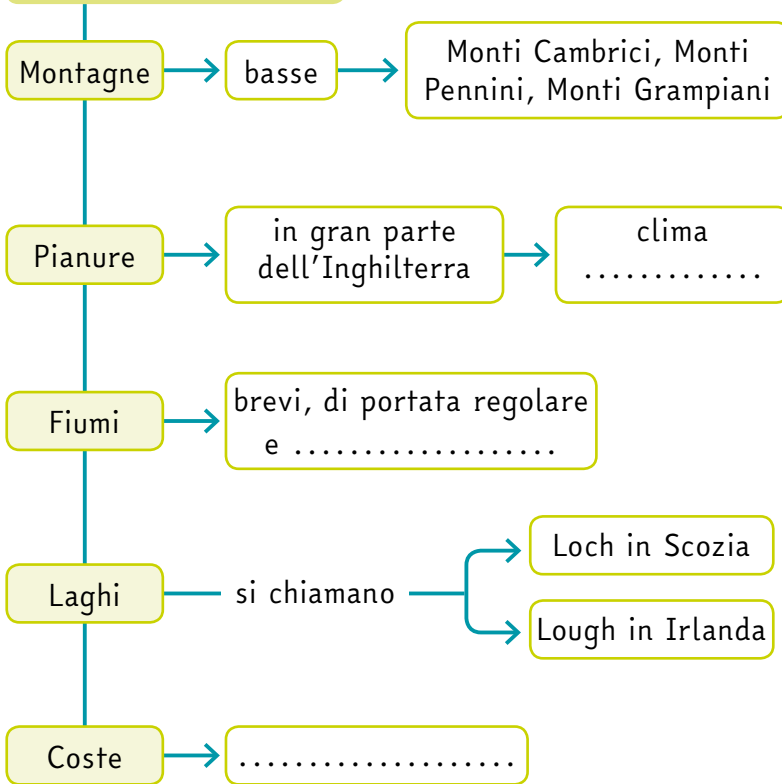 Montagne
basse
Monti Cambrici, Monti
Pennini, Monti Grampiani
Pianure
in gran parte
dell'Inghilterra
clima
.............
Fiumi
brevi, di portata regolare
e ...................
Laghi
si chiamano
Loch in Scozia
Lough in Irlanda
Coste
....................